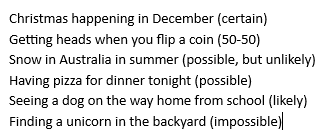 Christmas happening in December (certain)
Getting heads when you flip a coin (50-50)
Snow in Australia in summer (possible, but unlikely)
Having pizza for dinner tonight (possible)
Seeing a dog on the way home from school (likely)
Finding a unicorn in the backyard (impossible)